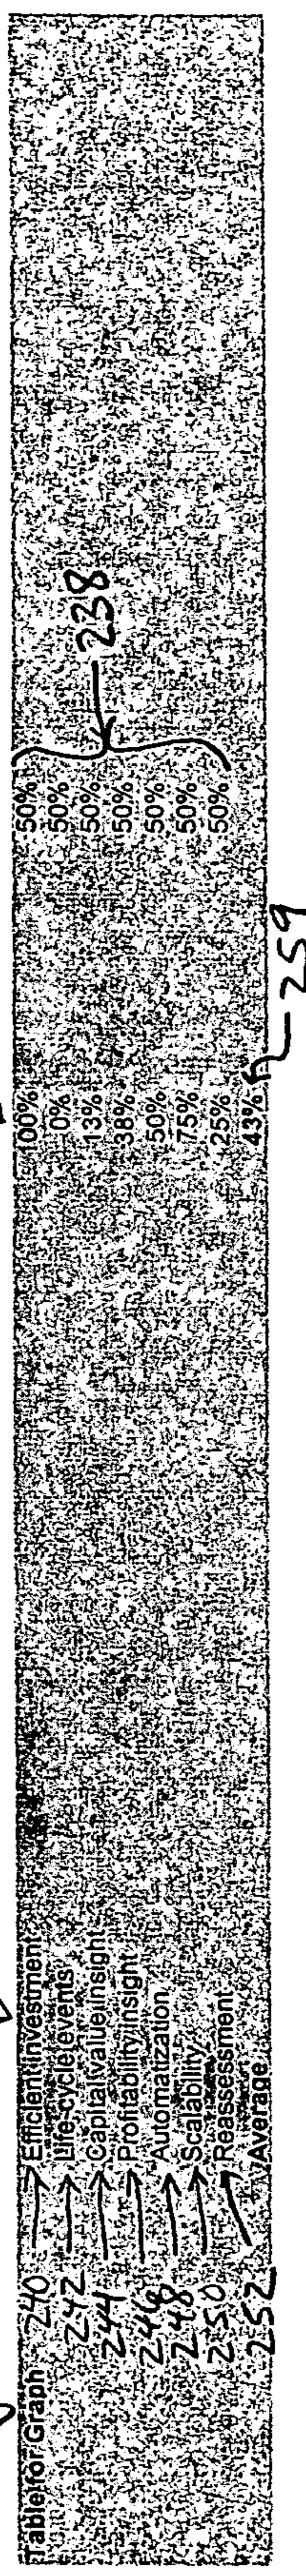 Table for Graph 240 Efficient investment 100% 50%
242 Life-cycle events 0% 50%
244 Capital value insight 13% 50%
246 Profitability insight 38% 50% 238
248 Automatization 50% 50%
250 Scalability 75% 50%
252 Reassessment 25% 50%
Average 43% 259